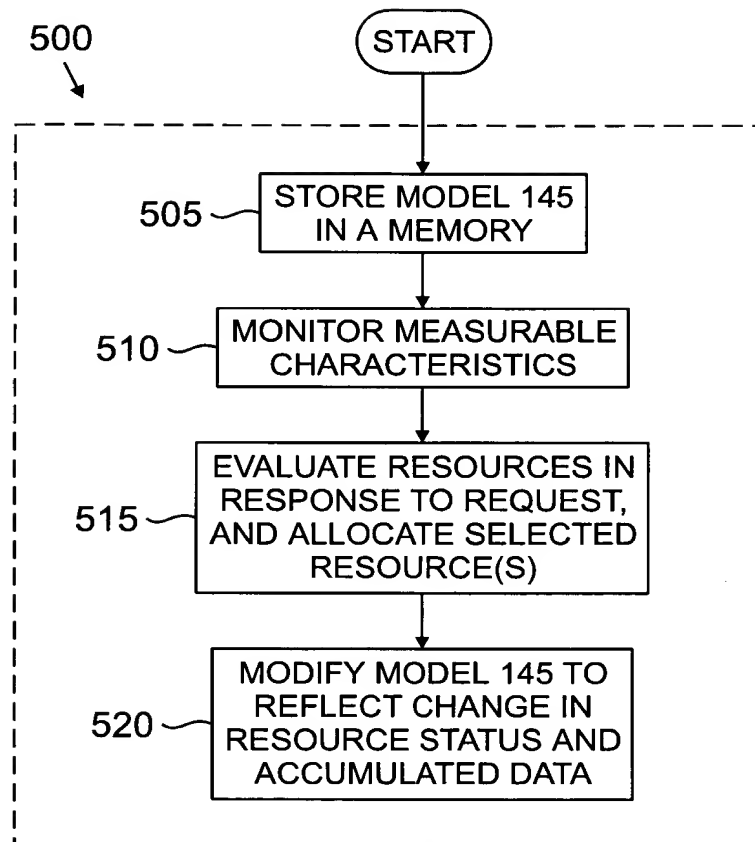 500
START
505
STORE MODEL 145
IN A MEMORY
510
MONITOR MEASURABLE
CHARACTERISTICS
515
EVALUATE RESOURCES IN
RESPONSE TO REQUEST,
AND ALLOCATE SELECTED
RESOURCE(S)
520
MODIFY MODEL 145 TO
REFLECT CHANGE IN
RESOURCE STATUS AND
ACCUMULATED DATA